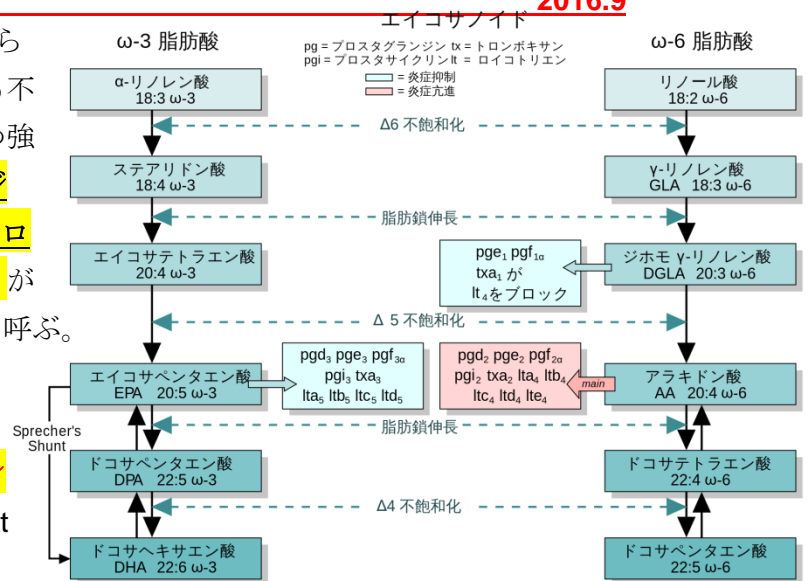 2016.9
エイコサノイド
ω-3 脂肪酸
pg = プロスタグランジン tx = トロンボキサン
pgi = プロスタサイクリン lt = ロイコトリエン
= 炎症抑制
= 炎症亢進
ω-6 脂肪酸
ら
不
強
ロ
が
呼ぶ。
t
α-リノレン酸
18:3 ω-3
リノール酸
18:2 ω-6
Δ6 不飽和化
ステアリドン酸
18:4 ω-3
γ-リノレン酸
GLA 18:3 ω-6
脂肪鎖伸長
エイコサテトラエン酸
20:4 ω-3
pge₁ pgf₁α
txa₁ が
lt ₄をブロック
ジホモ γ-リノレン酸
DGLA 20:3 ω-6
Δ 5 不飽和化
エイコサペンタエン酸
EPA 20:5 ω-3
pgd₃ pge₃ pgf₃α
pgi₃ txa₃
lta₅ ltb₅ ltc₅ ltd₅
pgd₂ pge₂ pgf₂α
pgi₂ txa₂ lta₄ ltb₄
ltc₄ ltd₄ lte₄
main
アラキドン酸
AA 20:4 ω-6
脂肪鎖伸長
Sprecher's
Shunt
ドコサペンタエン酸
DPA 22:5 ω-3
ドコサテトラエン酸
22:4 ω-6
Δ4 不飽和化
ドコサヘキサエン酸
DHA 22:6 ω-3
ドコサペンタエン酸
22:5 ω-6